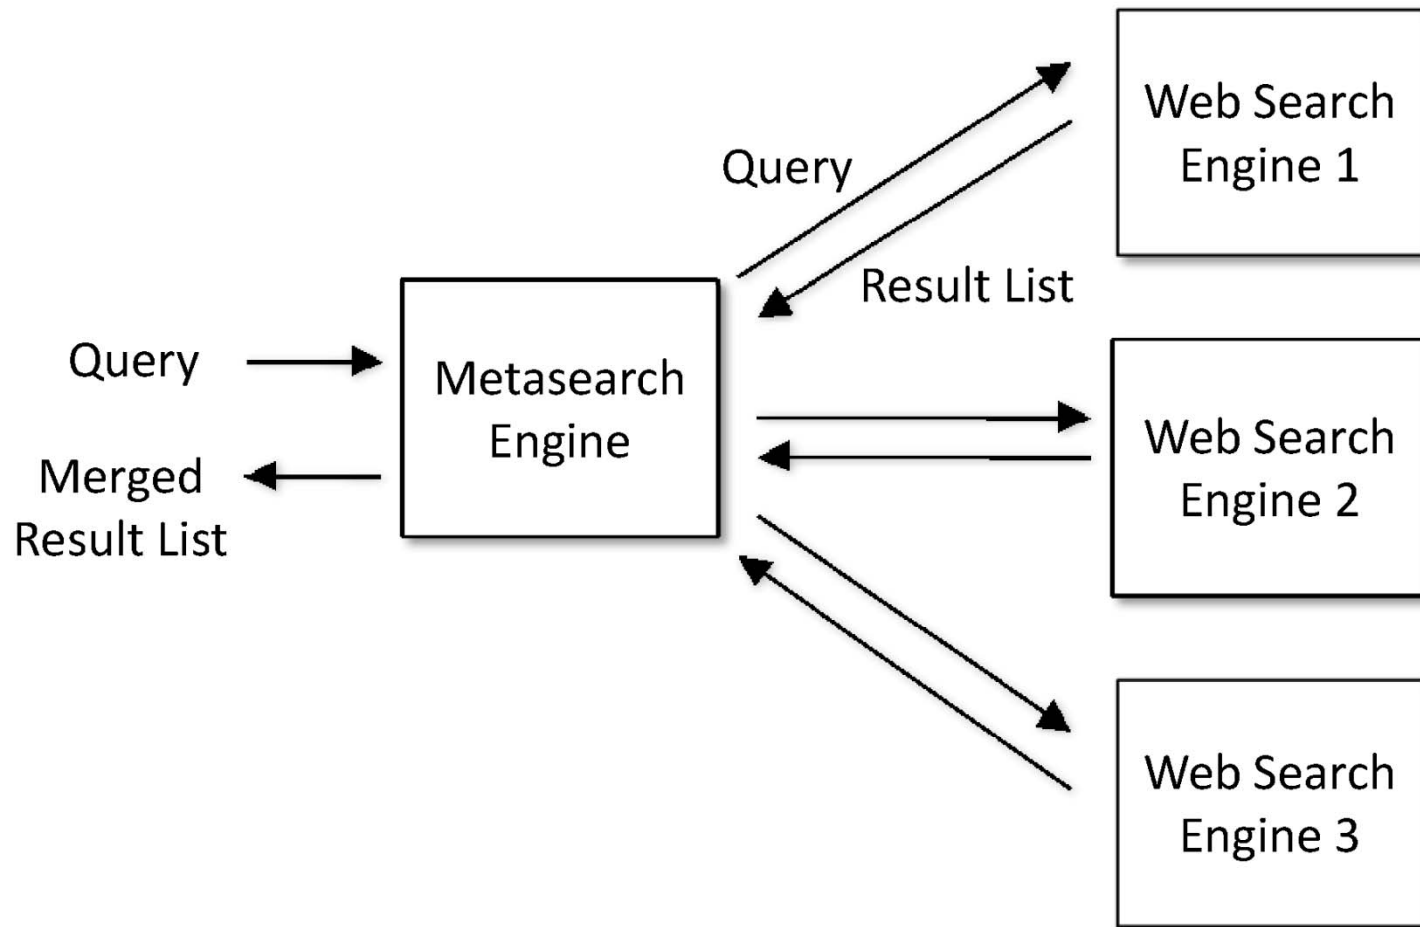 Query
Merged
Result List
Metasearch
Engine
Query
Result List
Web Search
Engine 1
Web Search
Engine 2
Web Search
Engine 3